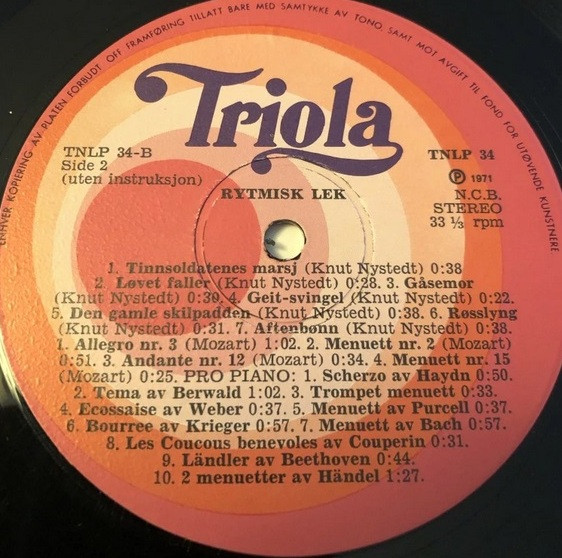 ENHVER KOPIERING AV PLATEN FORBUDT. OFF FRAMFØRING TILLATT BARE MED SAMTYKKE AV TONO, SAMT MOT AVGIFT TIL FOND FOR UTØVENDE KUNSTNERE
Triola
TNLP 34-B
Side 2
(uten instruksjon)
TNLP 34
℗ 1971
N.C.B.
STEREO
33 ⅓ rpm
RYTMISK LEK
1. Tinnsoldatenes marsj (Knut Nystedt) 0:38
2. Løvet faller (Knut Nystedt) 0:28. 3. Gåsemor
(Knut Nystedt) 0:30. 4. Geit-svingel (Knut Nystedt) 0:22.
5. Den gamle skilpadden (Knut Nystedt) 0:38. 6. Røsslyng
(Knut Nystedt) 0:31. 7. Aftenbønn (Knut Nystedt) 0:38.
1. Allegro nr. 3 (Mozart) 1:02. 2. Menuett nr. 2 (Mozart)
0:51. 3. Andante nr. 12 (Mozart) 0:34. 4. Menuett nr. 15
(Mozart) 0:25. PRO PIANO: 1. Scherzo av Haydn 0:50.
2. Tema av Berwald 1:02. 3. Trompet menuett 0:33.
4. Ecossaise av Weber 0:37. 5. Menuett av Purcell 0:37.
6. Bourree av Krieger 0:57. 7. Menuett av Bach 0:57.
8. Les Coucous benevoles av Couperin 0:31.
9. Ländler av Beethoven 0:44.
10. 2 menuetter av Händel 1:27.